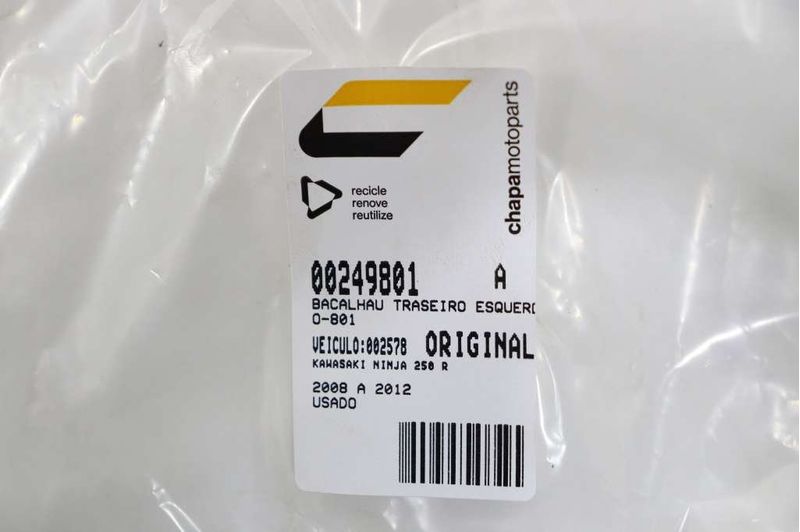 chapamotoparts
recicle
renove
reutilize
00249801 A
BACALHAU TRASEIRO ESQUERD
O-801
VEICULO:002578 ORIGINAL
KAWASAKI NINJA 250 R
2008 A 2012
USADO